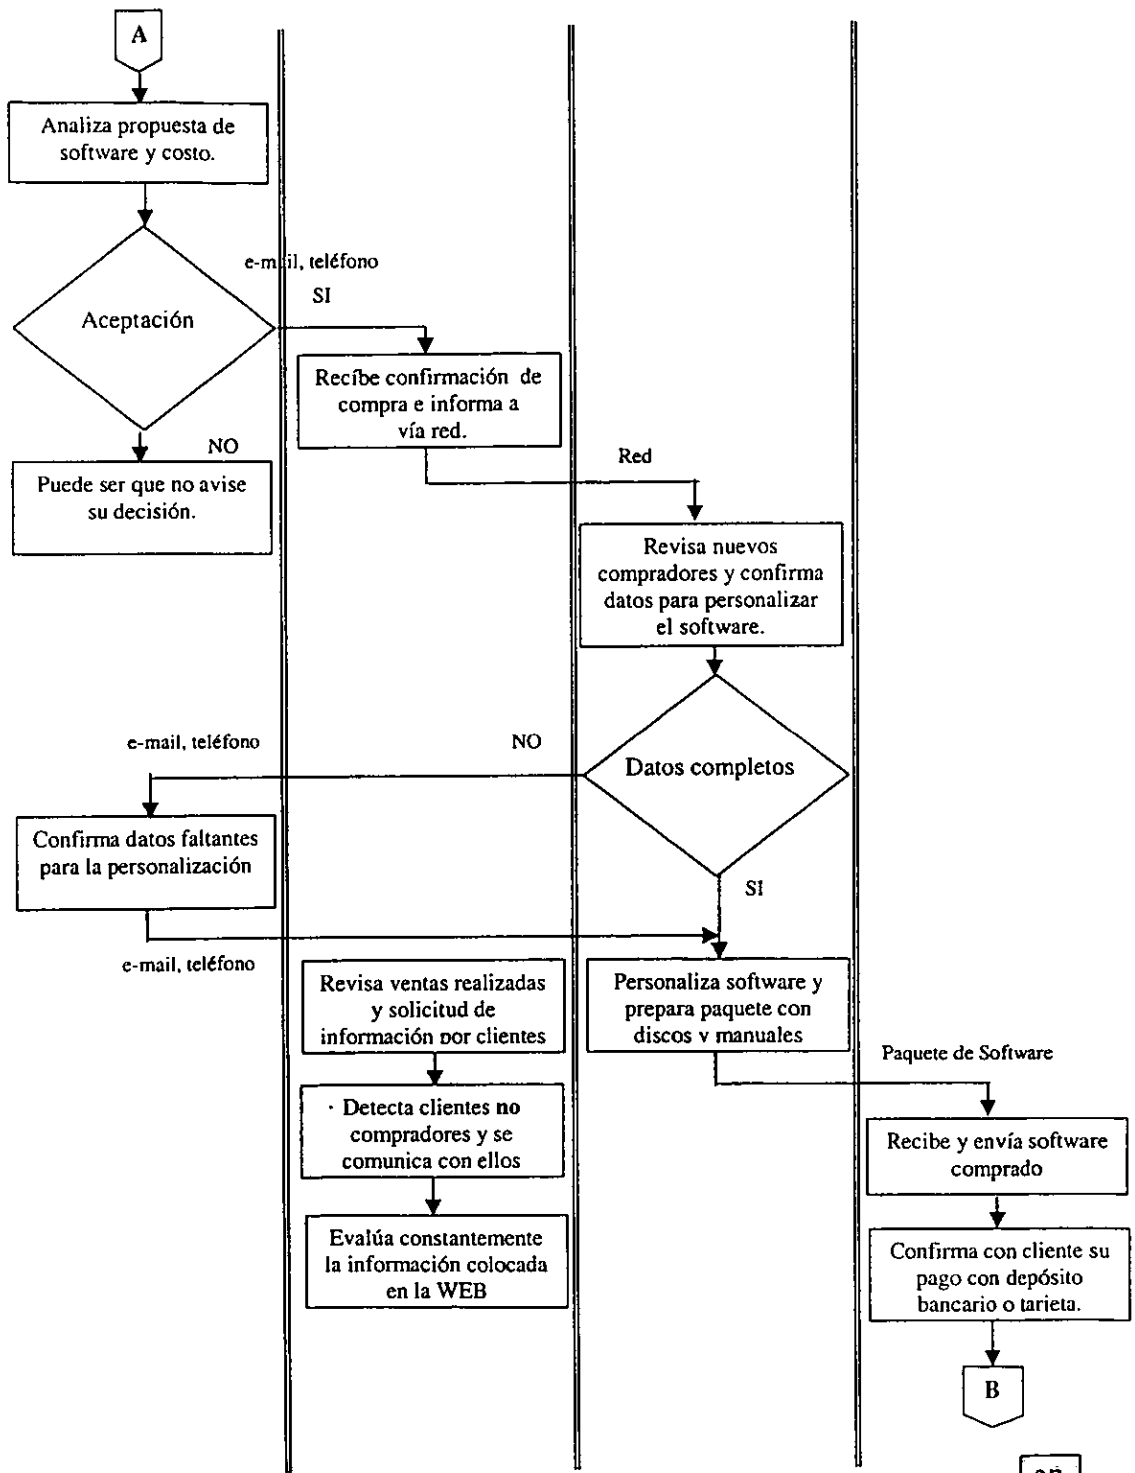 A
Analiza propuesta de
software y costo.
e-mail, teléfono
SI
Aceptación
Recíbe confirmación de
compra e informa a
vía red.
NO
Red
Puede ser que no avise
su decisión.
Revisa nuevos
compradores y confirma
datos para personalizar
el software.
e-mail, teléfono
NO
Datos completos
Confirma datos faltantes
para la personalización
SI
e-mail, teléfono
Revisa ventas realizadas
y solicitud de
información por clientes
Personaliza software y
prepara paquete con
discos y manuales
Paquete de Software
Detecta clientes no
compradores y se
comunica con ellos
Recibe y envía software
comprado
Evalúa constantemente
la información colocada
en la WEB
Confirma con cliente su
pago con depósito
bancario o tarjeta.
B